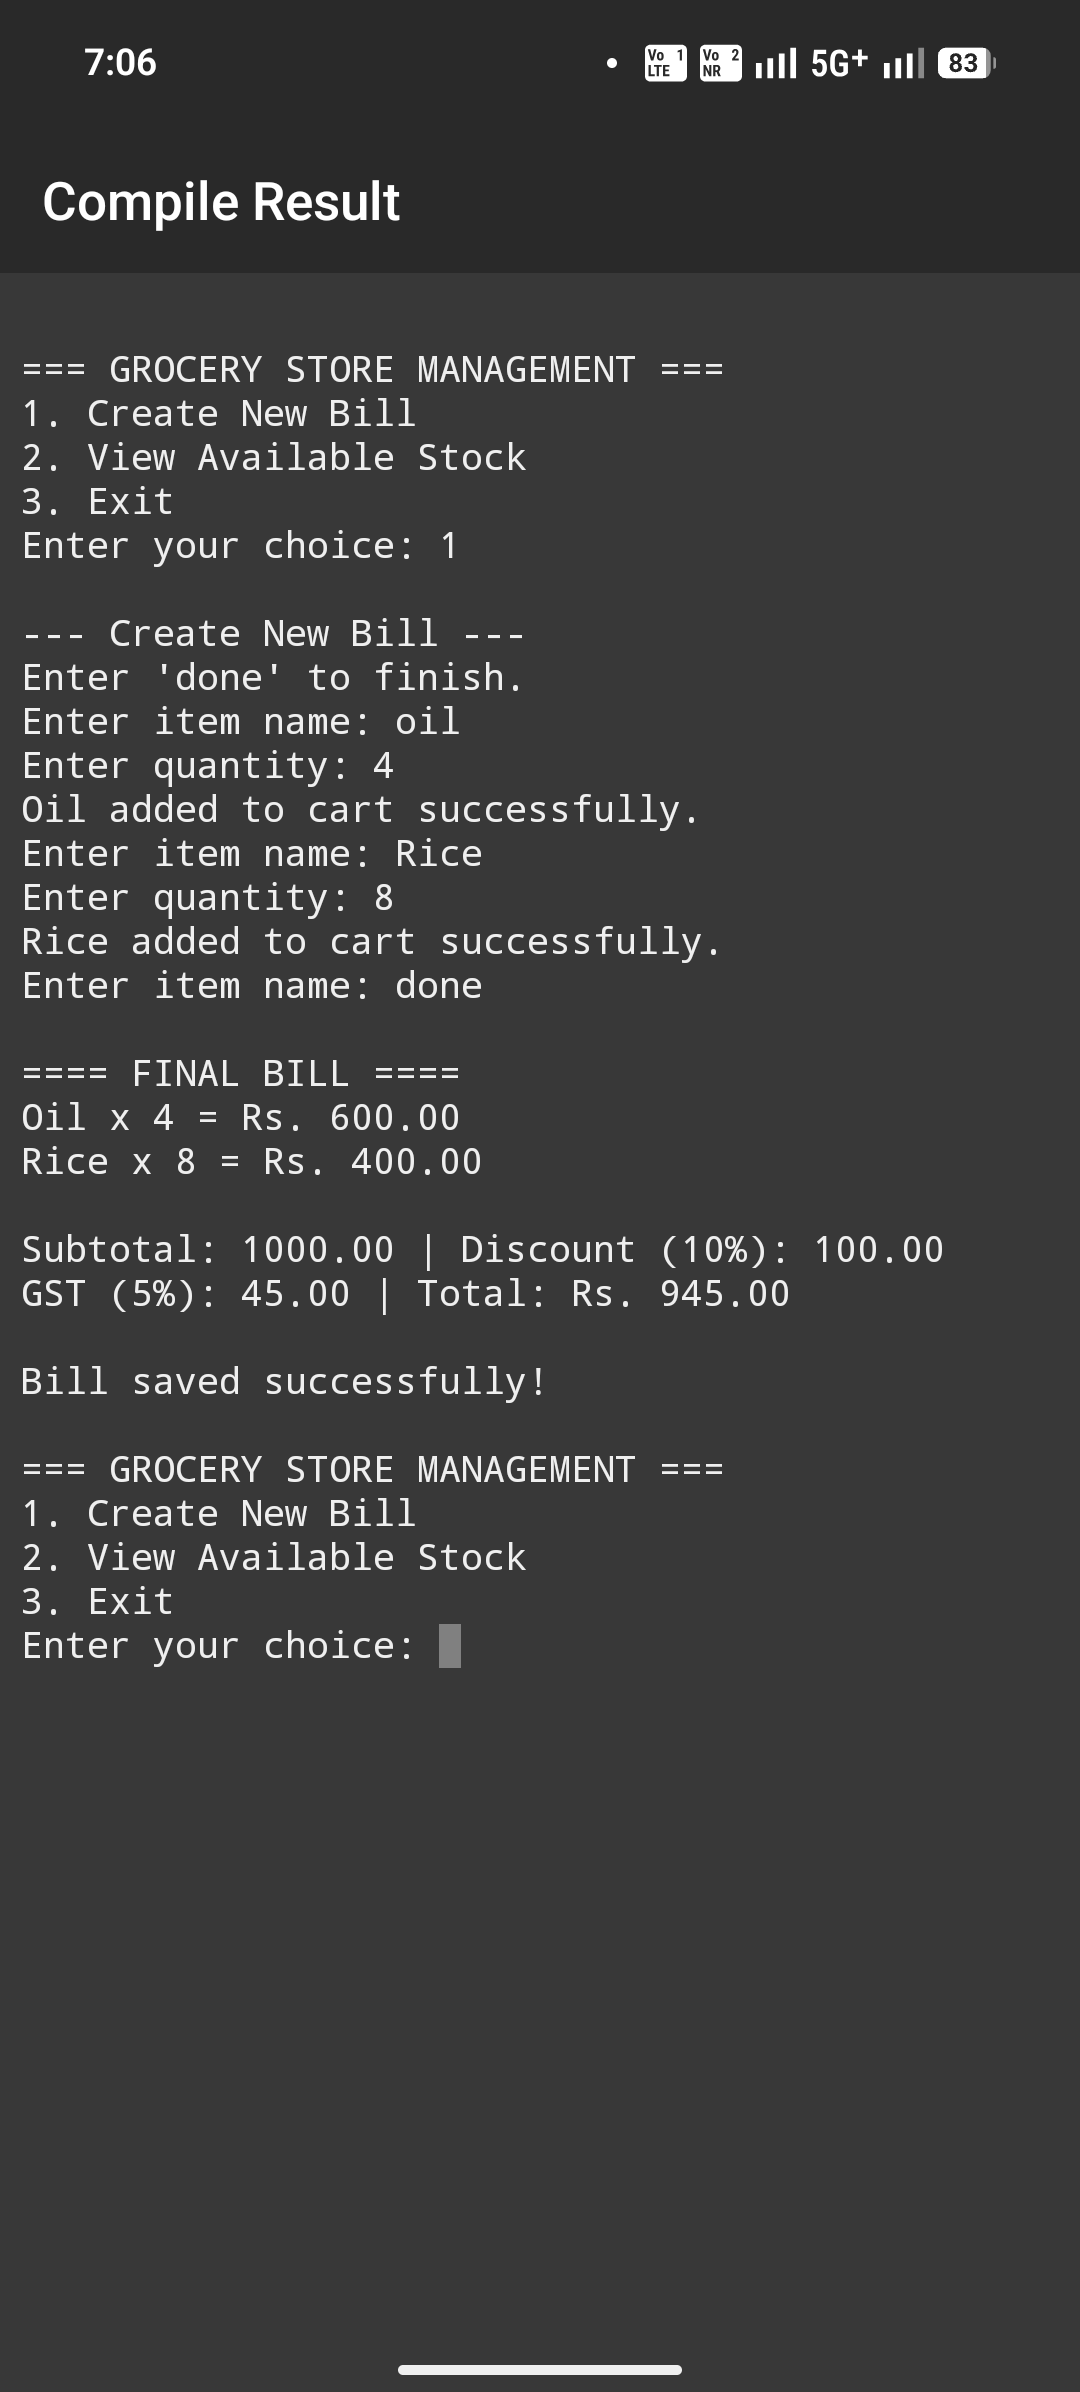 7:06
Vo 1 LTE Vo 2 NR 5G+ 83
Compile Result
=== GROCERY STORE MANAGEMENT ===
1. Create New Bill
2. View Available Stock
3. Exit
Enter your choice: 1
--- Create New Bill ---
Enter 'done' to finish.
Enter item name: oil
Enter quantity: 4
Oil added to cart successfully.
Enter item name: Rice
Enter quantity: 8
Rice added to cart successfully.
Enter item name: done
==== FINAL BILL ====
Oil x 4 = Rs. 600.00
Rice x 8 = Rs. 400.00
Subtotal: 1000.00 | Discount (10%): 100.00
GST (5%): 45.00 | Total: Rs. 945.00
Bill saved successfully!
=== GROCERY STORE MANAGEMENT ===
1. Create New Bill
2. View Available Stock
3. Exit
Enter your choice: